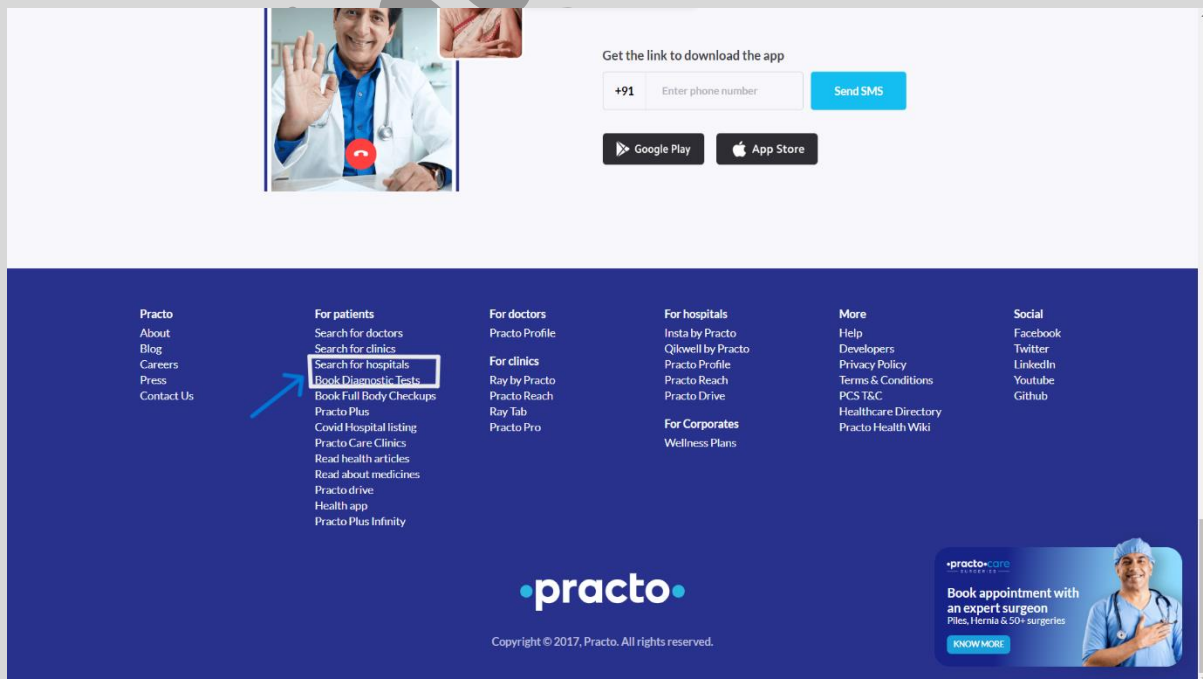 Get the link to download the app
+91 Enter phone number Send SMS
Google Play App Store
Practo
About
Blog
Careers
Press
Contact Us
For patients
Search for doctors
Search for clinics
Search for hospitals
Book Diagnostic Tests
Book Full Body Checkups
Practo Plus
Covid Hospital listing
Practo Care Clinics
Read health articles
Read about medicines
Practo drive
Health app
Practo Plus Infinity
For doctors
Practo Profile
For clinics
Ray by Practo
Practo Reach
Ray Tab
Practo Pro
For hospitals
Insta by Practo
Qikwell by Practo
Practo Profile
Practo Reach
Practo Drive
For Corporates
Wellness Plans
More
Help
Developers
Privacy Policy
Terms & Conditions
PCS T&C
Healthcare Directory
Practo Health Wiki
Social
Facebook
Twitter
LinkedIn
Youtube
Github
•practo•
Copyright © 2017, Practo. All rights reserved.
•practo•care
SURGERIES
Book appointment with
an expert surgeon
Piles, Hernia & 50+ surgeries
KNOW MORE